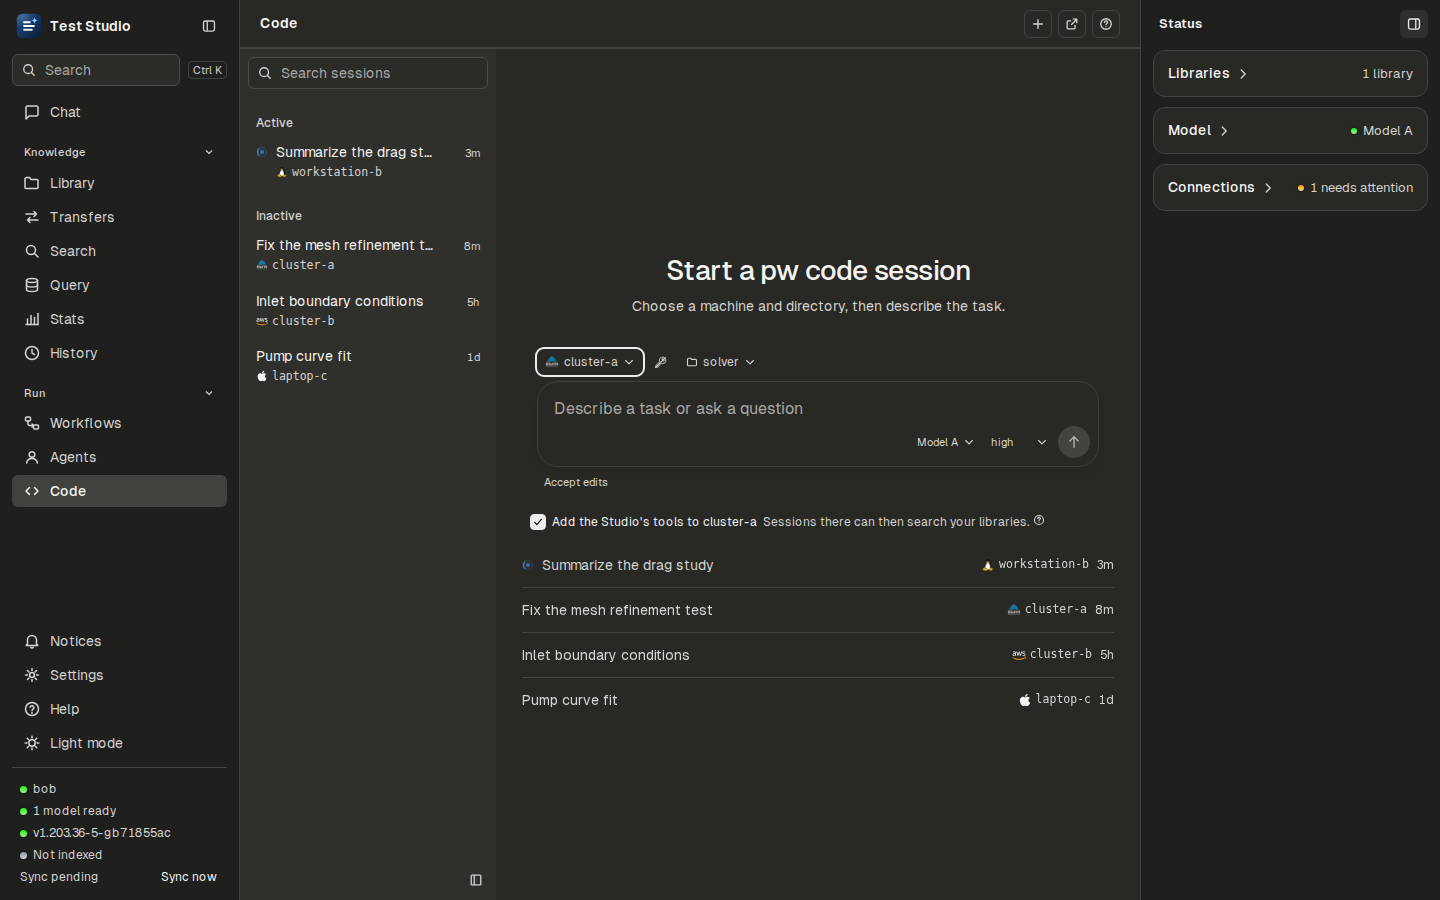 Test Studio
Search
Ctrl K
Chat
Knowledge
Library
Transfers
Search
Query
Stats
History
Run
Workflows
Agents
Code
Notices
Settings
Help
Light mode
bob
1 model ready
v1.203.36-5-gb71855ac
Not indexed
Sync pending
Sync now
Code
Search sessions
Active
Summarize the drag st...
3m
workstation-b
Inactive
Fix the mesh refinement t...
8m
cluster-a
Inlet boundary conditions
5h
aws
cluster-b
Pump curve fit
1d
laptop-c
Start a pw code session
Choose a machine and directory, then describe the task.
cluster-a
solver
Describe a task or ask a question
Model A
high
Accept edits
Add the Studio's tools to cluster-a Sessions there can then search your libraries.
Summarize the drag study
workstation-b 3m
Fix the mesh refinement test
cluster-a 8m
Inlet boundary conditions
aws cluster-b 5h
Pump curve fit
laptop-c 1d
Status
Libraries
1 library
Model
Model A
Connections
1 needs attention